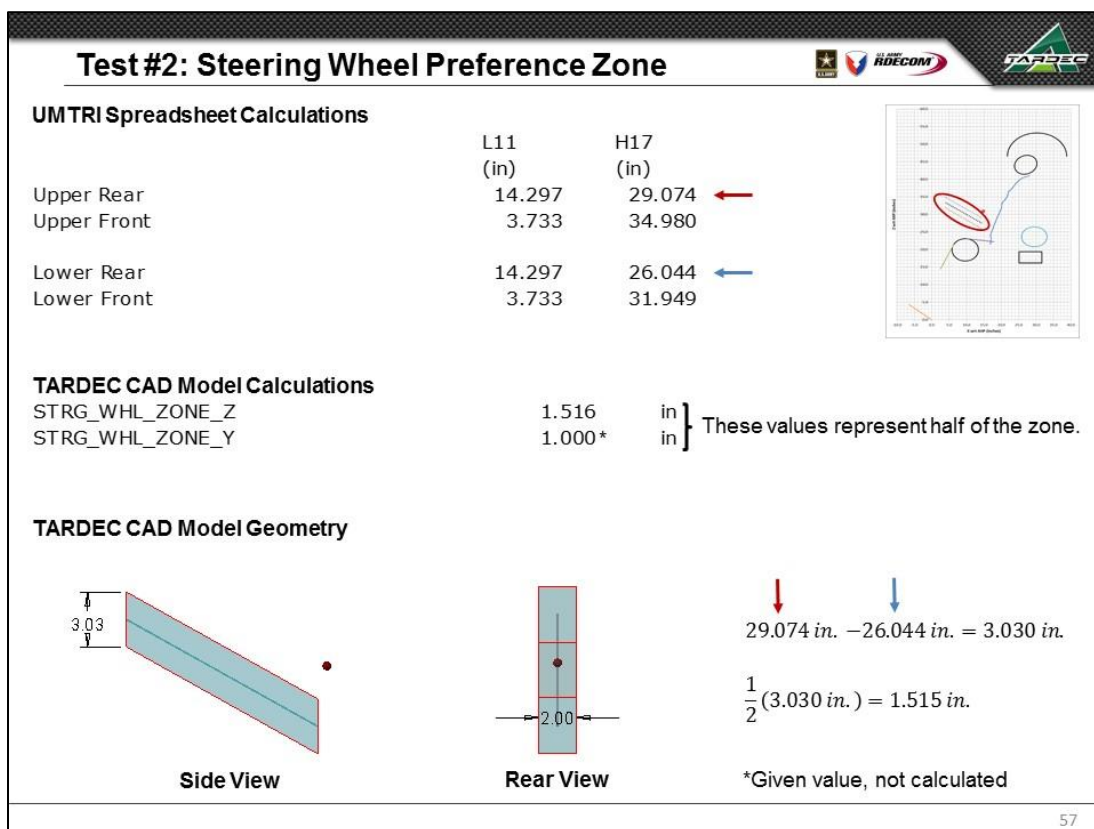 Test #2: Steering Wheel Preference Zone
U.S. ARMY
RDECOM
TARDEC
UMTRI Spreadsheet Calculations
L11 H17
(in) (in)
Upper Rear 14.297 29.074
Upper Front 3.733 34.980
Lower Rear 14.297 26.044
Lower Front 3.733 31.949
TARDEC CAD Model Calculations
STRG_WHL_ZONE_Z 1.516 in
STRG_WHL_ZONE_Y 1.000* in
These values represent half of the zone.
TARDEC CAD Model Geometry
3.03
2.00
29.074 in. −26.044 in. = 3.030 in.
1/2 (3.030 in.) = 1.515 in.
Side View
Rear View
*Given value, not calculated
57